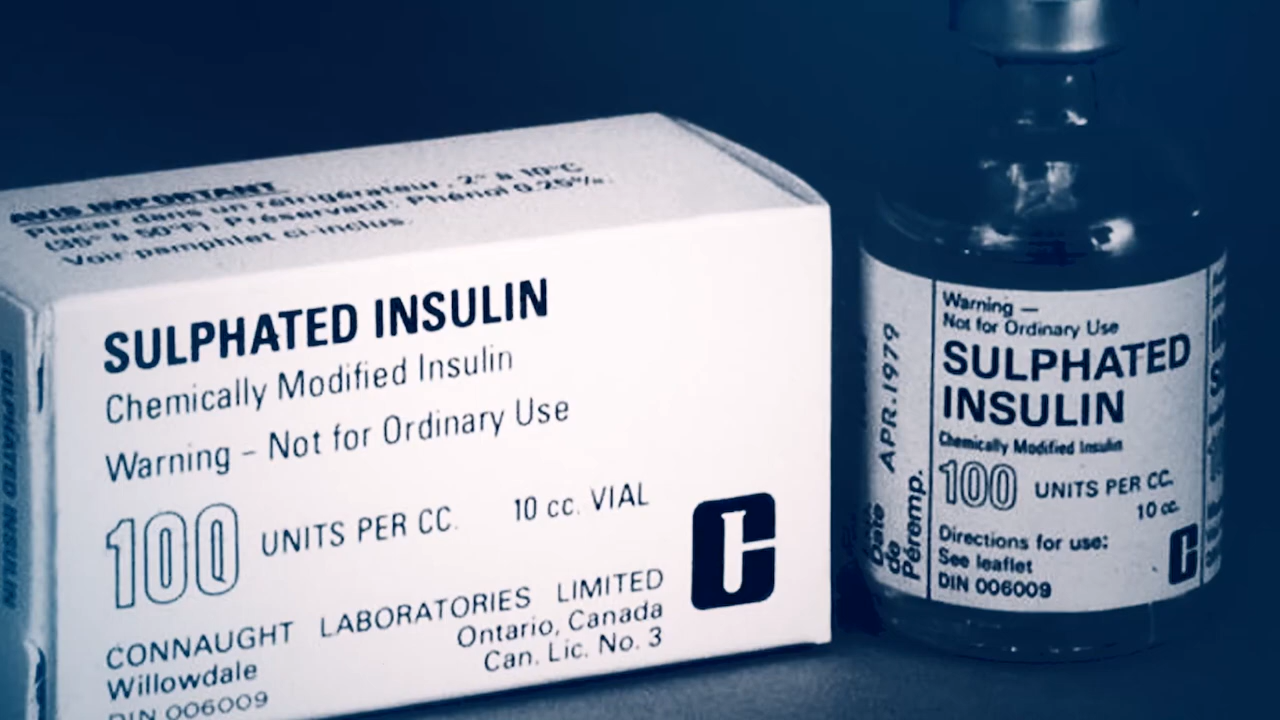 AVIS IMPORTANT
Placer dans un réfrigérateur, 2° à 10°C
(35° à 50°F). Préservatif: Phénol 0.25%.
Voir pamphlet ci-inclus.
SULPHATED INSULIN
SULPHATED INSULIN
Chemically Modified Insulin
Warning – Not for Ordinary Use
100 UNITS PER CC. 10 cc. VIAL
CONNAUGHT LABORATORIES LIMITED
Willowdale Ontario, Canada
Can. Lic. No. 3
DIN 006009
APR.1979
Date
de
Péremp.
Warning —
Not for Ordinary Use
SULPHATED
INSULIN
Chemically Modified Insulin
100 UNITS PER CC.
10 cc.
Directions for use:
See leaflet
DIN 006009